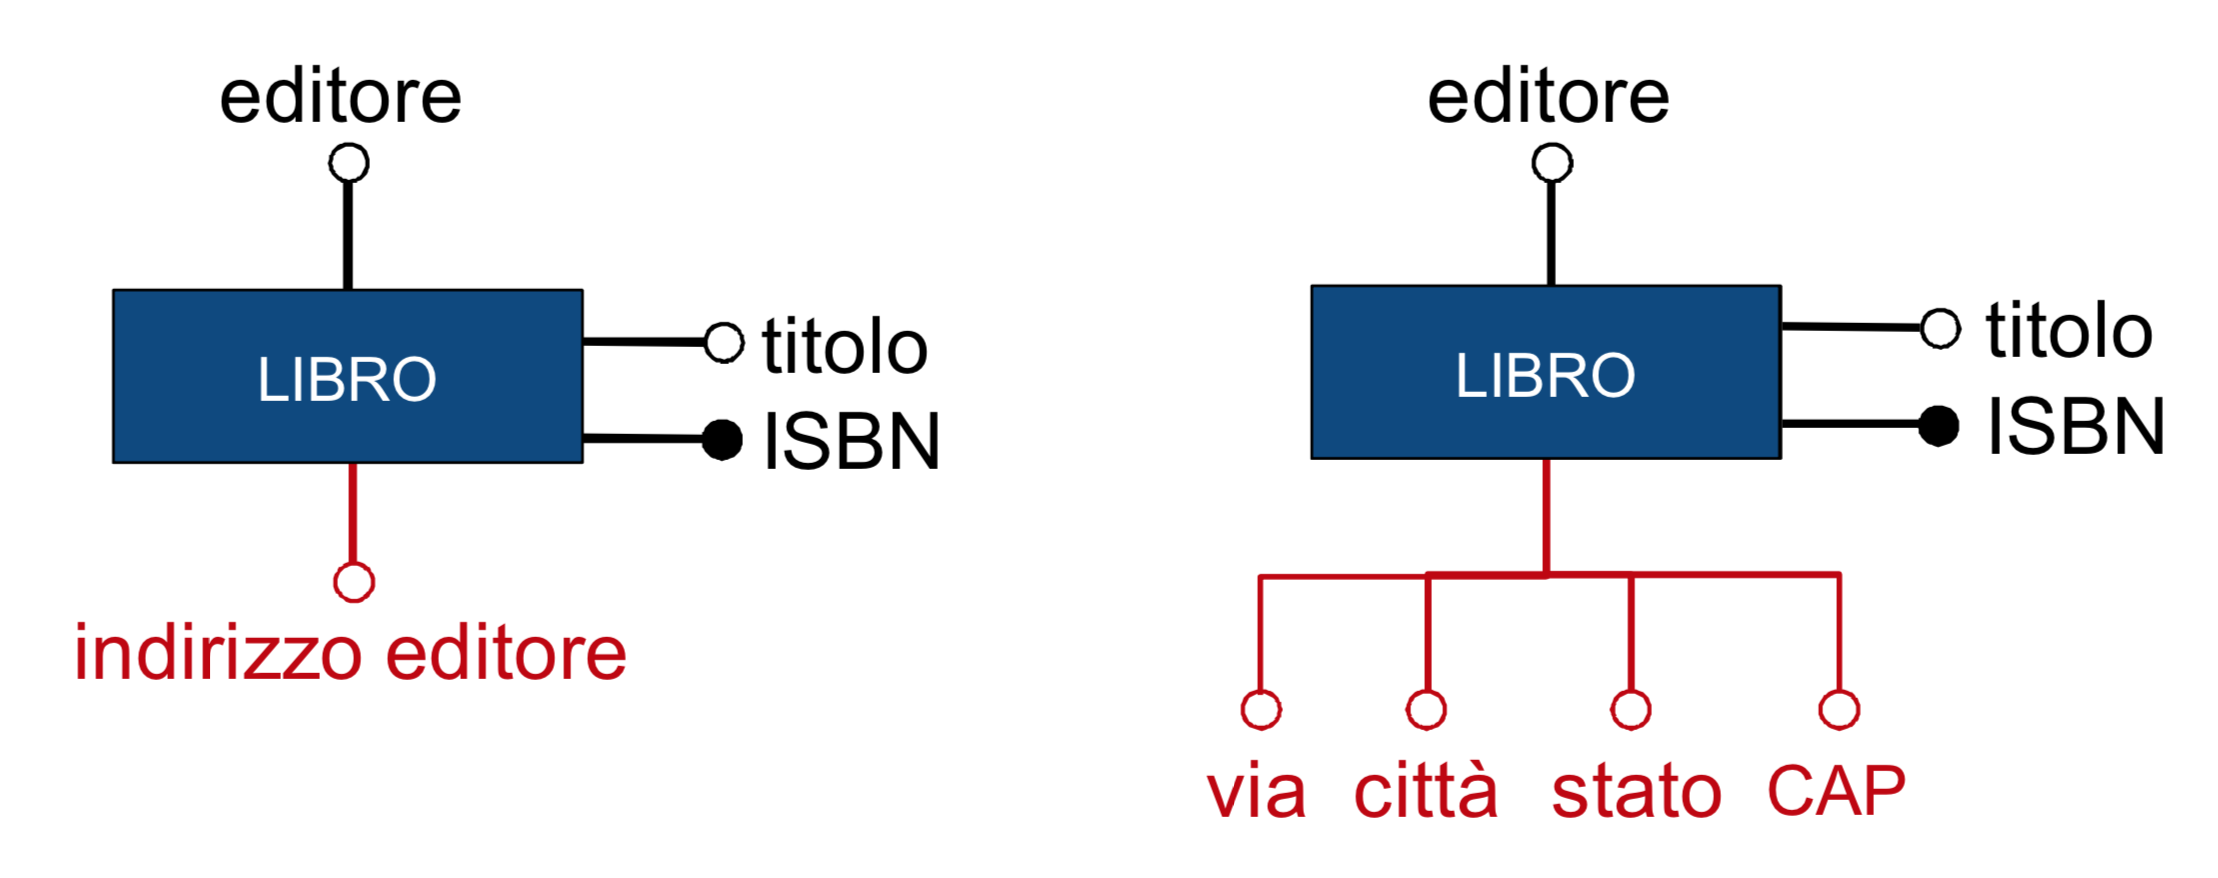 editore
LIBRO
titolo
ISBN
indirizzo editore
editore
LIBRO
titolo
ISBN
via
città
stato
CAP